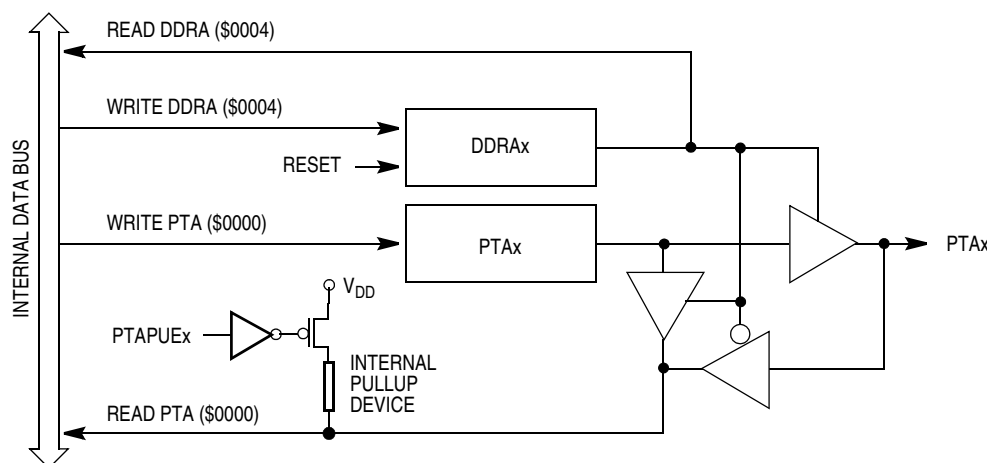 READ DDRA ($0004)
WRITE DDRA ($0004)
DDRAx
RESET
INTERNAL DATA BUS
WRITE PTA ($0000)
PTAx
PTAx
VDD
PTAPUEx
INTERNAL
PULLUP
DEVICE
READ PTA ($0000)